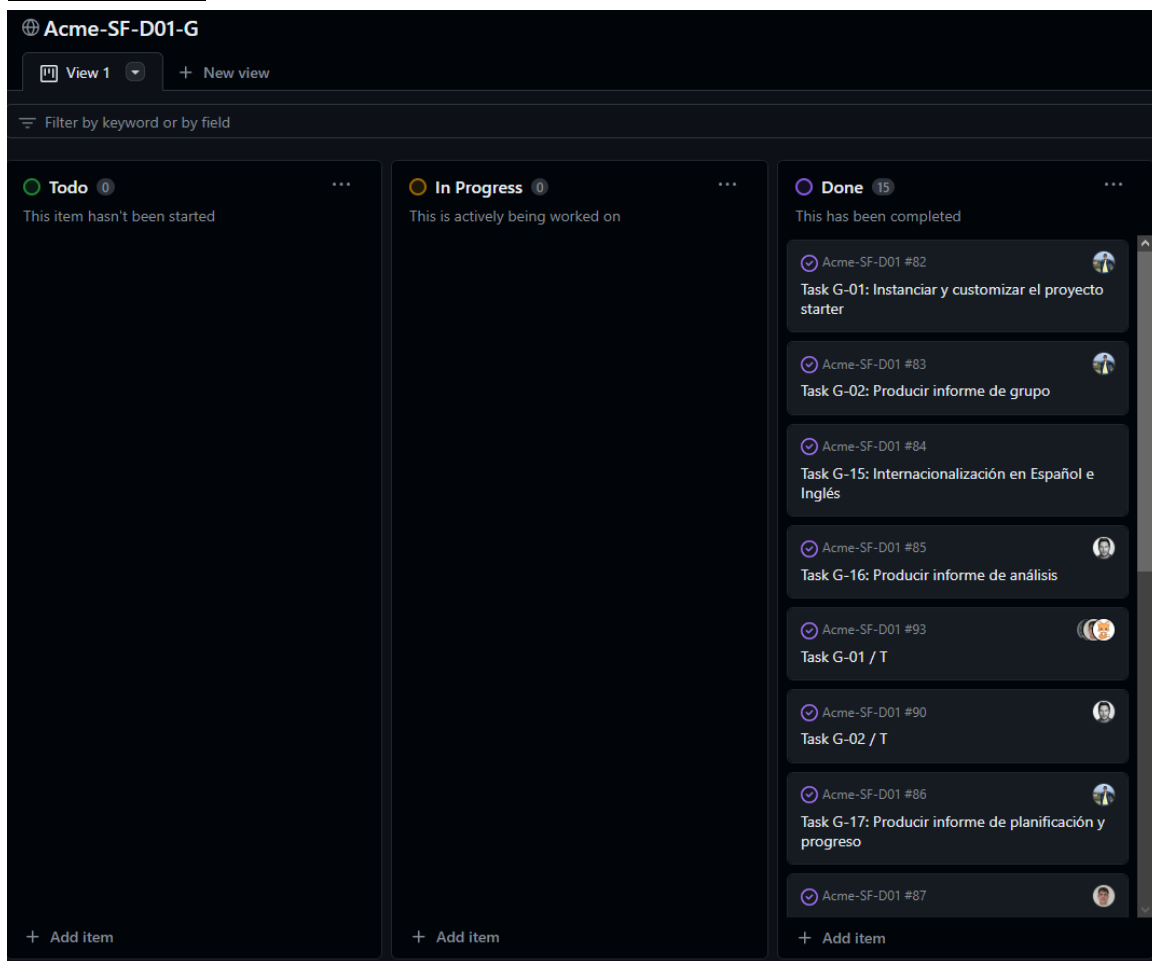 Acme-SF-D01-G
View 1
New view
Filter by keyword or by field
Todo 0
This item hasn't been started
Add item
In Progress 0
This is actively being worked on
Add item
Done 15
This has been completed
Acme-SF-D01 #82
Task G-01: Instanciar y customizar el proyecto
starter
Acme-SF-D01 #83
Task G-02: Producir informe de grupo
Acme-SF-D01 #84
Task G-15: Internacionalización en Español e
Inglés
Acme-SF-D01 #85
Task G-16: Producir informe de análisis
Acme-SF-D01 #93
Task G-01 / T
Acme-SF-D01 #90
Task G-02 / T
Acme-SF-D01 #86
Task G-17: Producir informe de planificación y
progreso
Acme-SF-D01 #87
Add item